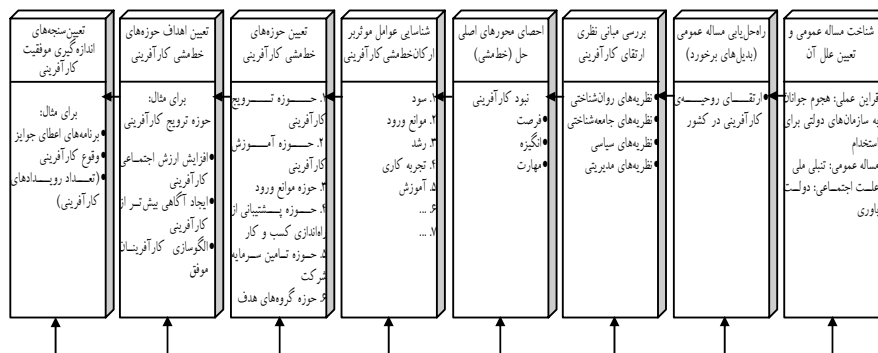 شناخت مساله عمومی و
تعیین علل آن
قراین عملی: هجوم جوانان
به سازمان‌های دولتی برای
استخدام
مساله عمومی: تنبلی ملی
علت اجتماعی: دولت
یاوری
راه‌حل‌یابی مساله عمومی
(بدیل‌های برخورد)
•ارتقای روحیه‌ی
کارآفرینی در کشور
بررسی مبانی نظری
ارتقای کارآفرینی
•نظریه‌های روان‌شناختی
•نظریه‌های جامعه‌شناختی
•نظریه‌های سیاسی
•نظریه‌های مدیریتی
احصای محورهای اصلی
حل (خط‌مشی)
نبود کارآفرینی
•فرصت
•انگیزه
•مهارت
شناسایی عوامل موثربر
ارکان‌خط‌مشی‌کارآفرینی
۱. سود
۲. موانع ورود
۳. رشد
۴. تجربه کاری
۵. آموزش
۶. ...
۷. ...
تعیین حوزه‌های
خط‌مشی کارآفرینی
۱. حوزه ترویج
کارآفرینی
۲. حوزه آموزش
کارآفرینی
۳. حوزه موانع ورود
۴. حوزه پشتیبانی از
راه‌اندازی کسب و کار
۵. حوزه تامین سرمایه
شرکت
۶. حوزه گروه‌های هدف
تعیین اهداف حوزه‌های
خط‌مشی کارآفرینی
برای مثال:
حوزه ترویج کارآفرینی
•افزایش ارزش اجتماعی
کارآفرینی
•ایجاد آگاهی بیش‌تر از
کارآفرینی
•الگوسازی کارآفرینان
موفق
تعیین‌سنجه‌های
اندازه‌گیری موفقیت
کارآفرینی
برای مثال:
•برنامه‌های اعطای جوایز
•وقوع کارآفرینی
•(تعداد رویدادهای
کارآفرینی)